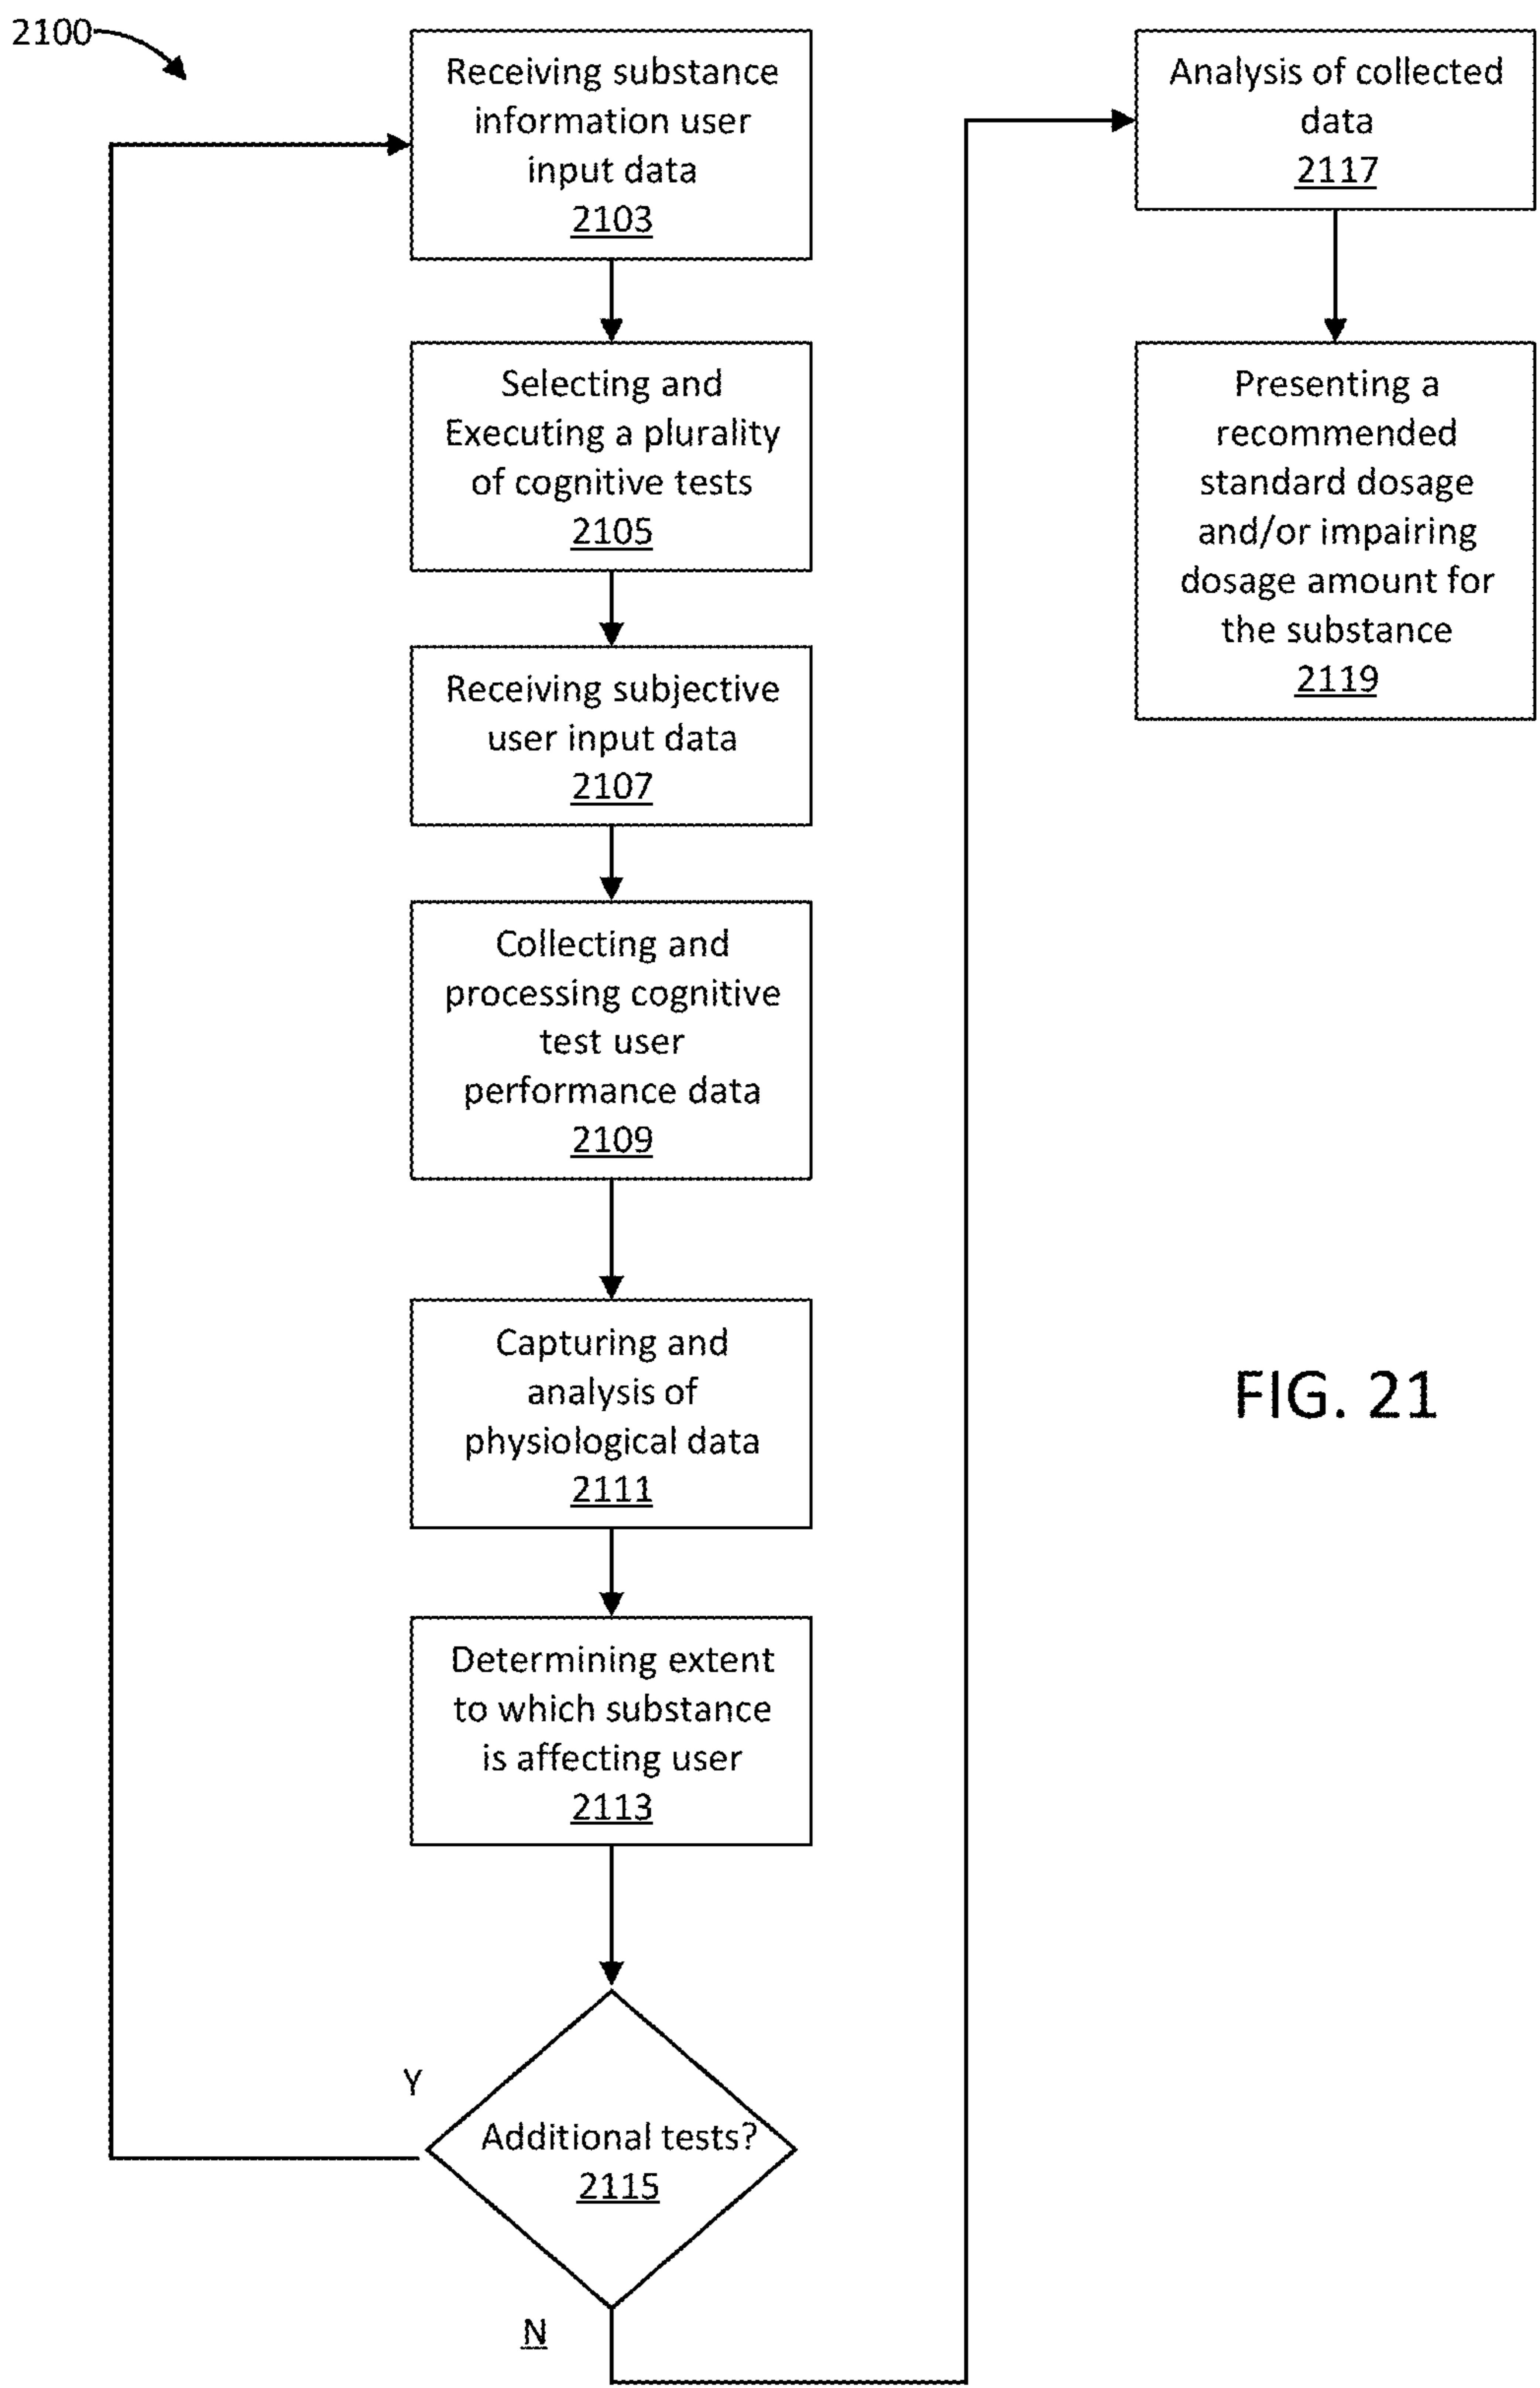 2100
Receiving substance
information user
input data
2103
Selecting and
Executing a plurality
of cognitive tests
2105
Receiving subjective
user input data
2107
Collecting and
processing cognitive
test user
performance data
2109
Capturing and
analysis of
physiological data
2111
Determining extent
to which substance
is affecting user
2113
Y
Additional tests?
2115
N
Analysis of collected
data
2117
Presenting a
recommended
standard dosage
and/or impairing
dosage amount for
the substance
2119
FIG. 21